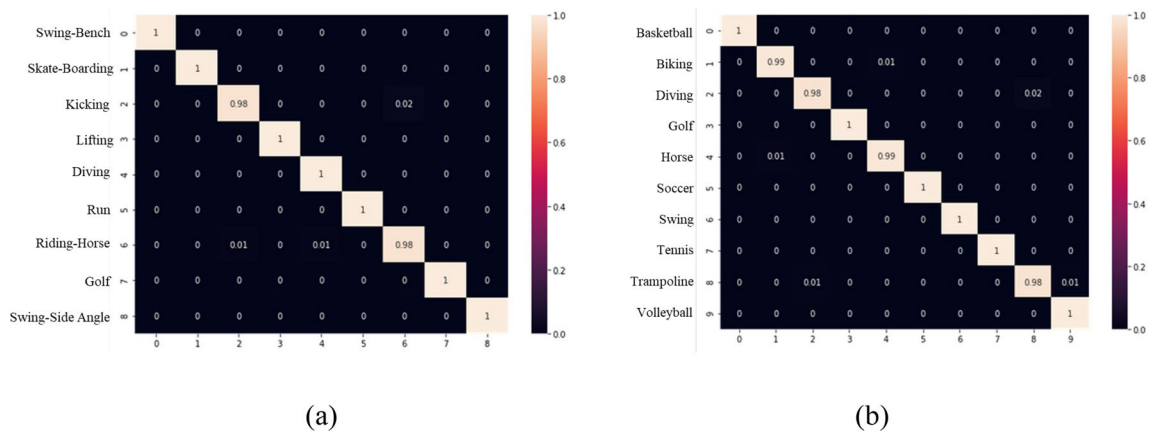 Swing-Bench 0 1 0 0 0 0 0 0 0 0
Skate-Boarding 1 0 1 0 0 0 0 0 0 0
Kicking 2 0 0 0.98 0 0 0 0.02 0 0
Lifting 3 0 0 0 1 0 0 0 0 0
Diving 4 0 0 0 0 1 0 0 0 0
Run 5 0 0 0 0 0 1 0 0 0
Riding-Horse 6 0 0 0.01 0 0.01 0 0.98 0 0
Golf 7 0 0 0 0 0 0 0 1 0
Swing-Side Angle 8 0 0 0 0 0 0 0 0 1
0 1 2 3 4 5 6 7 8
1.0
0.8
0.6
0.4
0.2
0.0
(a)
Basketball 0 1 0 0 0 0 0 0 0 0 0
Biking 1 0 0.99 0 0 0.01 0 0 0 0 0
Diving 2 0 0 0.98 0 0 0 0 0 0.02 0
Golf 3 0 0 0 1 0 0 0 0 0 0
Horse 4 0 0.01 0 0 0.99 0 0 0 0 0
Soccer 5 0 0 0 0 0 1 0 0 0 0
Swing 6 0 0 0 0 0 0 1 0 0 0
Tennis 7 0 0 0 0 0 0 0 1 0 0
Trampoline 8 0 0 0.01 0 0 0 0 0 0.98 0.01
Volleyball 9 0 0 0 0 0 0 0 0 0 1
0 1 2 3 4 5 6 7 8 9
1.0
0.8
0.6
0.4
0.2
0.0
(b)